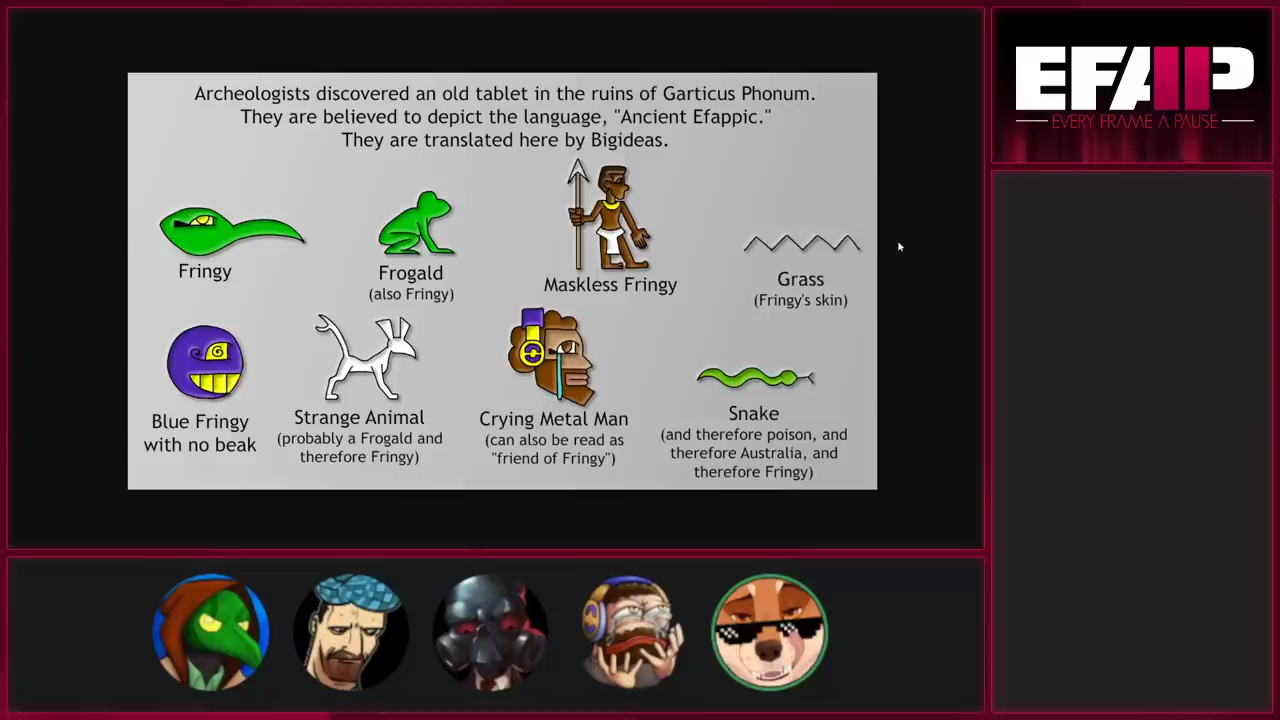 Archeologists discovered an old tablet in the ruins of Garticus Phonum.
They are believed to depict the language, "Ancient Efappic."
They are translated here by Bigideas.
Fringy
Frogald
(also Fringy)
Maskless Fringy
Grass
(Fringy's skin)
Blue Fringy
with no beak
Strange Animal
(probably a Frogald and
therefore Fringy)
Crying Metal Man
(can also be read as
"friend of Fringy")
Snake
(and therefore poison, and
therefore Australia, and
therefore Fringy)
EFAP
EVERY FRAME A PAUSE